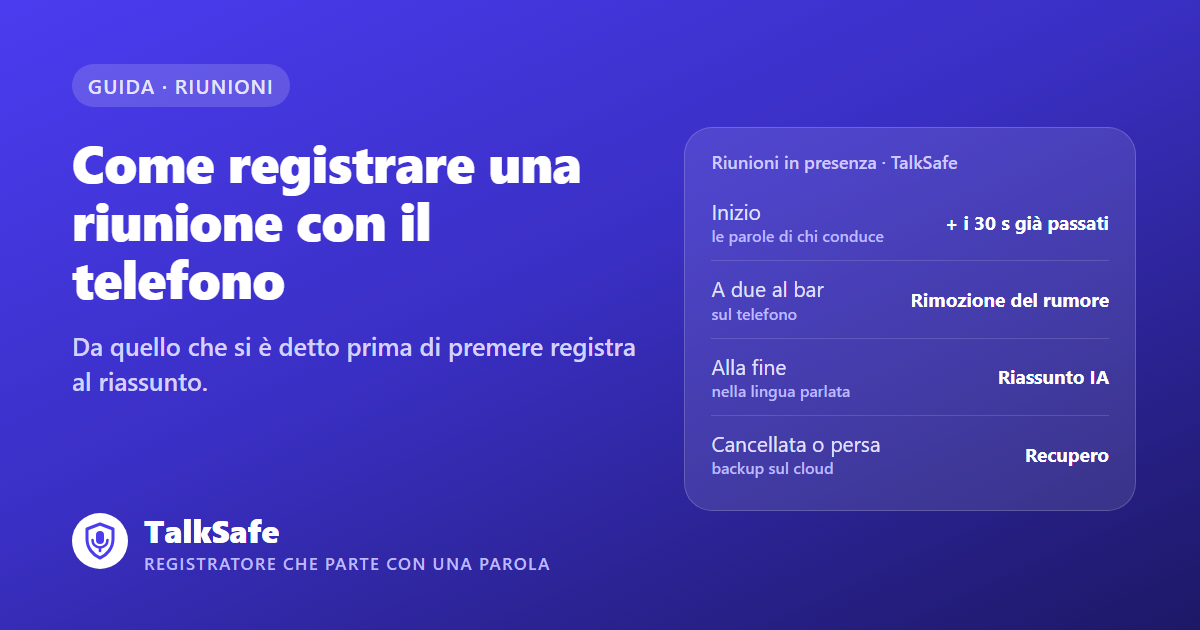 GUIDA · RIUNIONI
Come registrare una
riunione con il
telefono
Da quello che si è detto prima di premere registra
al riassunto.
TalkSafe
REGISTRATORE CHE PARTE CON UNA PAROLA
Riunioni in presenza · TalkSafe
Inizio
le parole di chi conduce
+ i 30 s già passati
A due al bar
sul telefono
Rimozione del rumore
Alla fine
nella lingua parlata
Riassunto IA
Cancellata o persa
backup sul cloud
Recupero